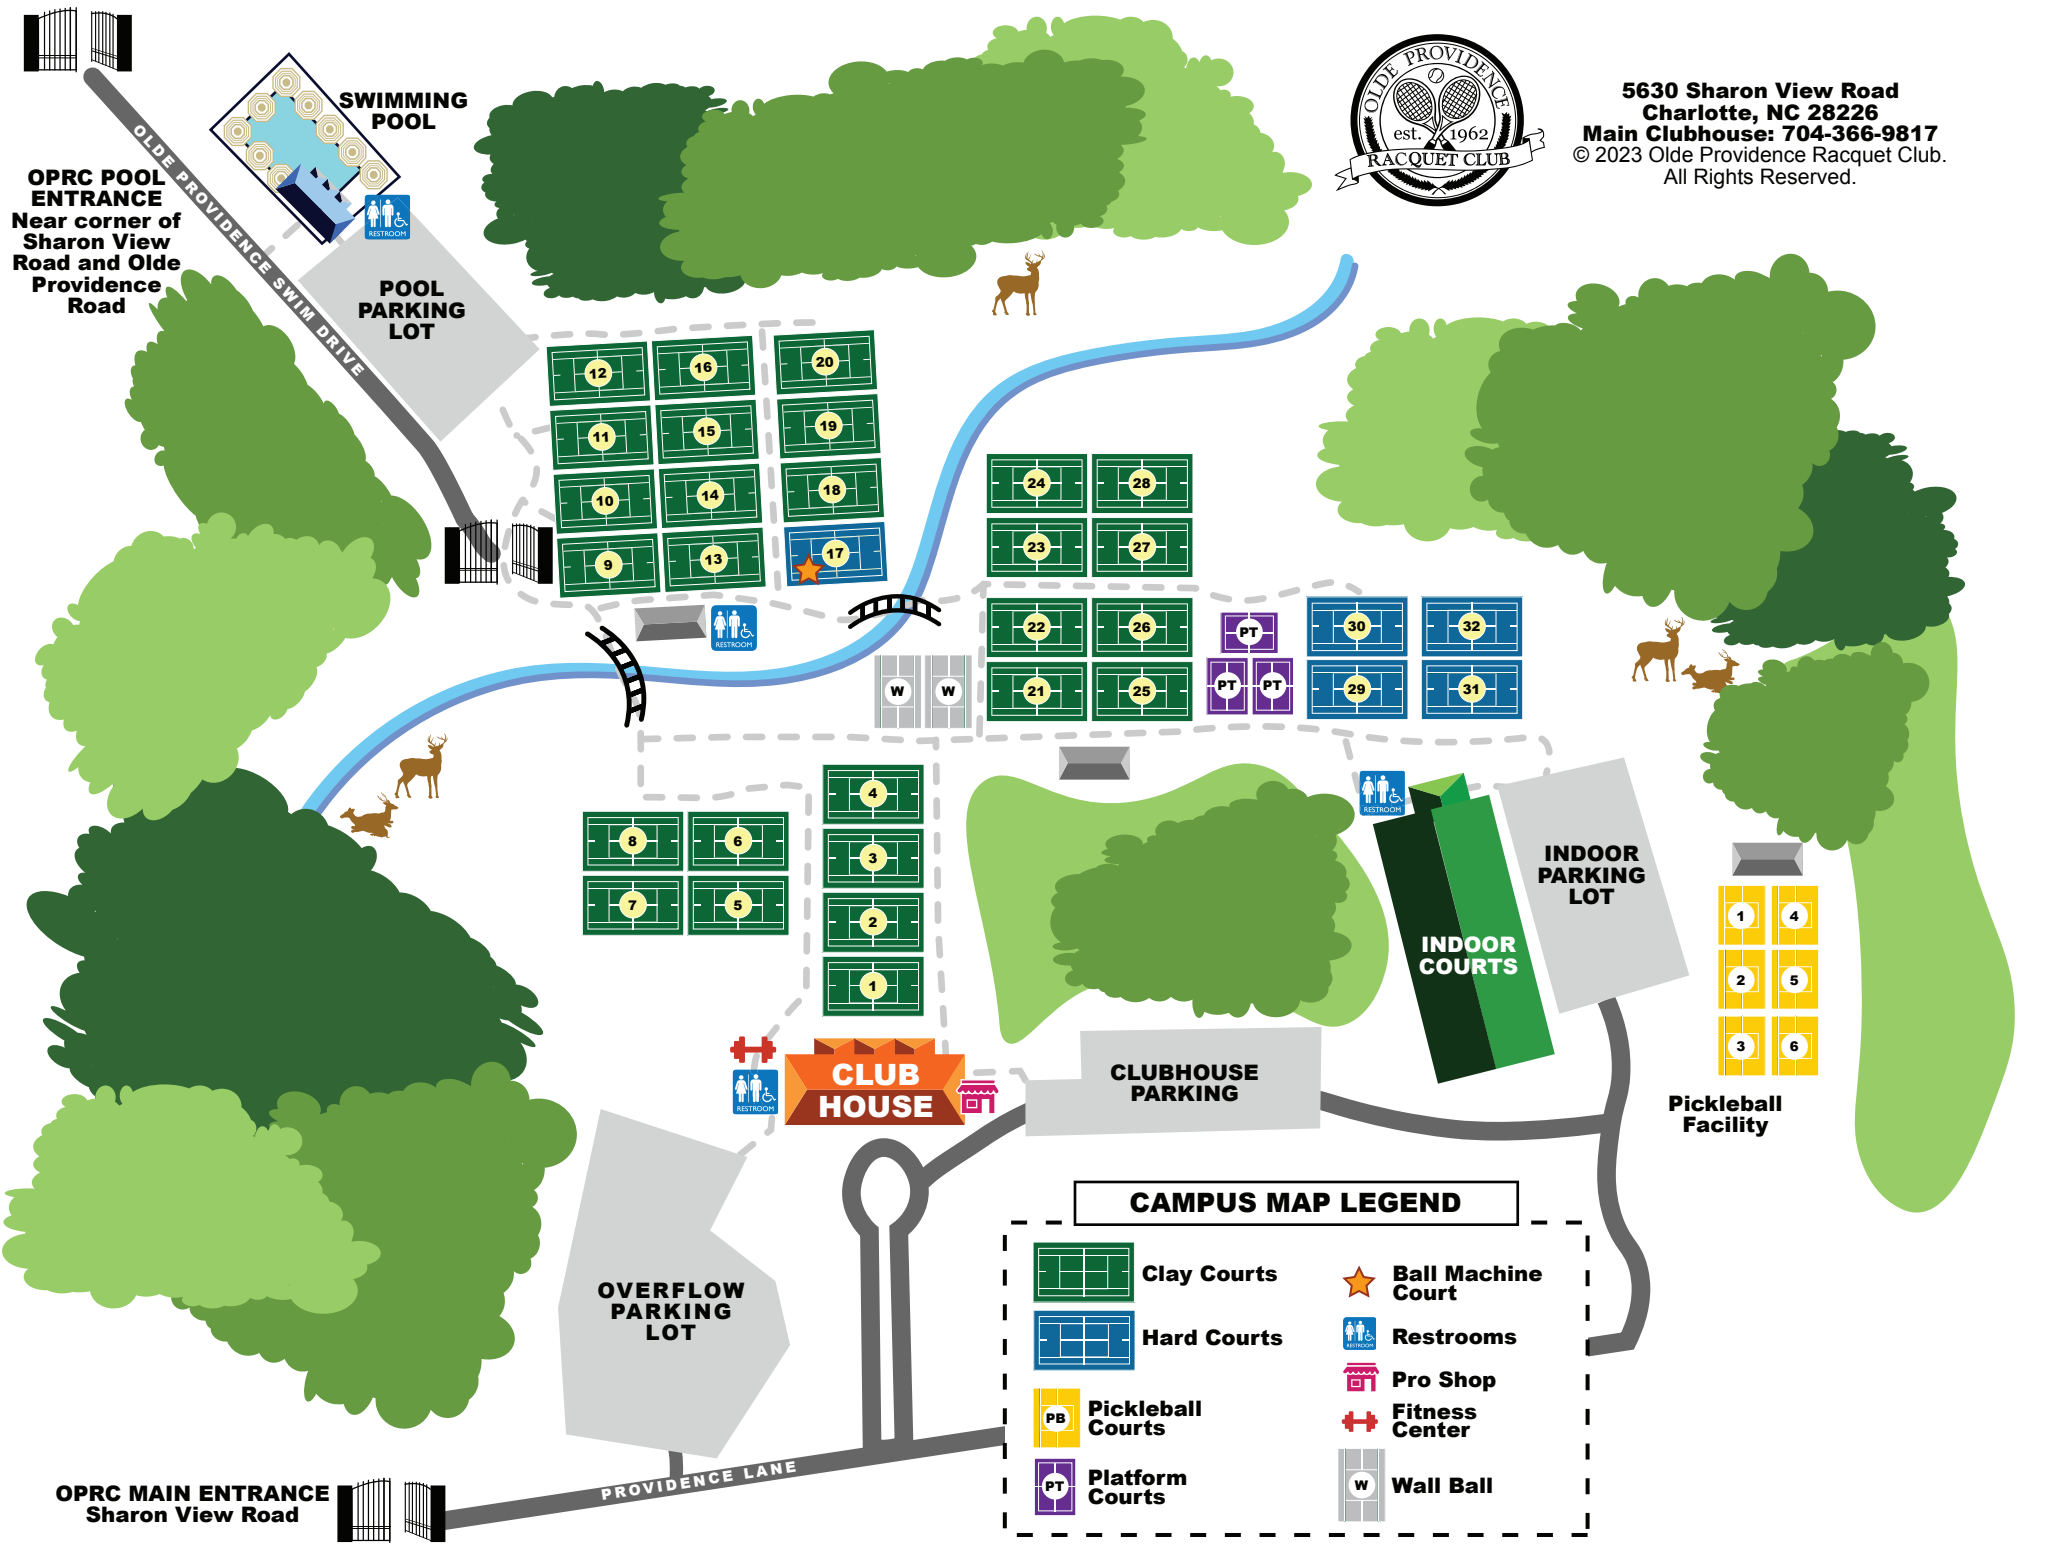 OLDE PROVIDENCE
est. 1962
RACQUET CLUB
5630 Sharon View Road
Charlotte, NC 28226
Main Clubhouse: 704-366-9817
© 2023 Olde Providence Racquet Club.
All Rights Reserved.
SWIMMING
POOL
OPRC POOL
ENTRANCE
Near corner of
Sharon View
Road and Olde
Providence
Road
OLDE PROVIDENCE SWIM DRIVE
RESTROOM
POOL
PARKING
LOT
12
16
20
11
15
19
10
14
18
9
13
17
RESTROOM
24
28
23
27
22
26
21
25
PT
PT
PT
30
32
29
31
W
W
4
3
2
1
8
6
7
5
RESTROOM
INDOOR
COURTS
INDOOR
PARKING
LOT
1
4
2
5
3
6
Pickleball
Facility
RESTROOM
CLUB
HOUSE
CLUBHOUSE
PARKING
OVERFLOW
PARKING
LOT
OPRC MAIN ENTRANCE
Sharon View Road
PROVIDENCE LANE
CAMPUS MAP LEGEND
Clay Courts
Hard Courts
PB
Pickleball
Courts
PT
Platform
Courts
Ball Machine
Court
RESTROOM
Restrooms
Pro Shop
Fitness
Center
W
Wall Ball